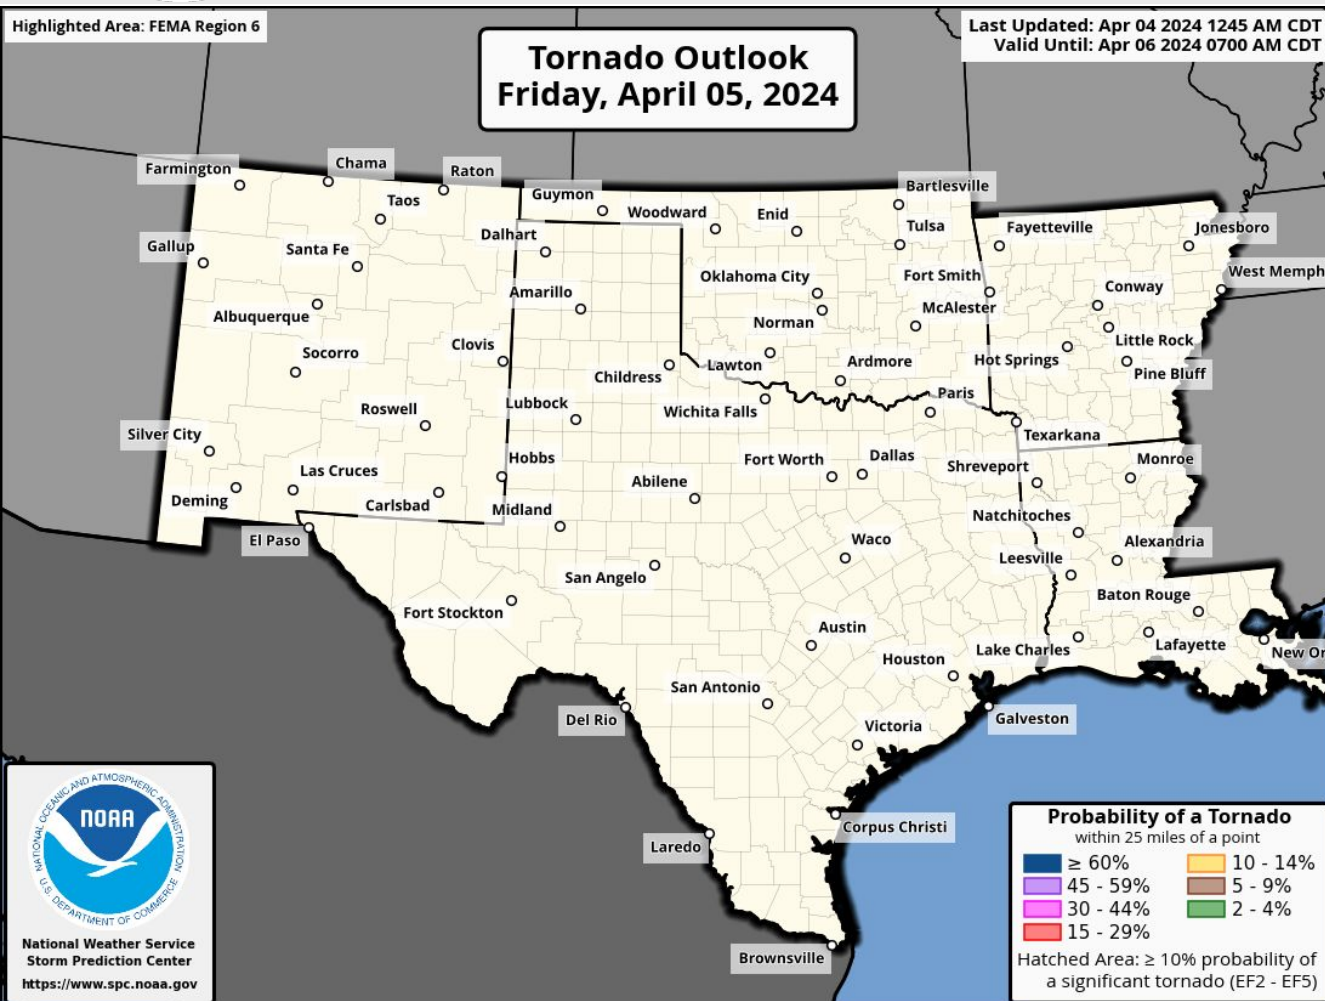 Highlighted Area: FEMA Region 6
Last Updated: Apr 04 2024 1245 AM CDT
Valid Until: Apr 06 2024 0700 AM CDT
Tornado Outlook
Friday, April 05, 2024
Farmington
Chama
Raton
Taos
Guymon
Woodward
Enid
Bartlesville
Tulsa
Fayetteville
Jonesboro
Gallup
Santa Fe
Dalhart
Oklahoma City
Fort Smith
West Memph
Amarillo
Conway
Albuquerque
Norman
McAlester
Little Rock
Socorro
Clovis
Childress
Lawton
Ardmore
Hot Springs
Pine Bluff
Roswell
Lubbock
Wichita Falls
Paris
Silver City
Texarkana
Las Cruces
Hobbs
Abilene
Fort Worth
Dallas
Shreveport
Monroe
Deming
Carlsbad
Midland
Natchitoches
El Paso
Waco
Leesville
Alexandria
San Angelo
Baton Rouge
Fort Stockton
Austin
Lake Charles
Lafayette
New Or
Houston
San Antonio
Del Rio
Galveston
Victoria
Corpus Christi
Laredo
Brownsville
NATIONAL OCEANIC AND ATMOSPHERIC ADMINISTRATION
NOAA
U.S. DEPARTMENT OF COMMERCE
National Weather Service
Storm Prediction Center
https://www.spc.noaa.gov
Probability of a Tornado
within 25 miles of a point
≥ 60%
10 - 14%
45 - 59%
5 - 9%
30 - 44%
2 - 4%
15 - 29%
Hatched Area: ≥ 10% probability of
a significant tornado (EF2 - EF5)